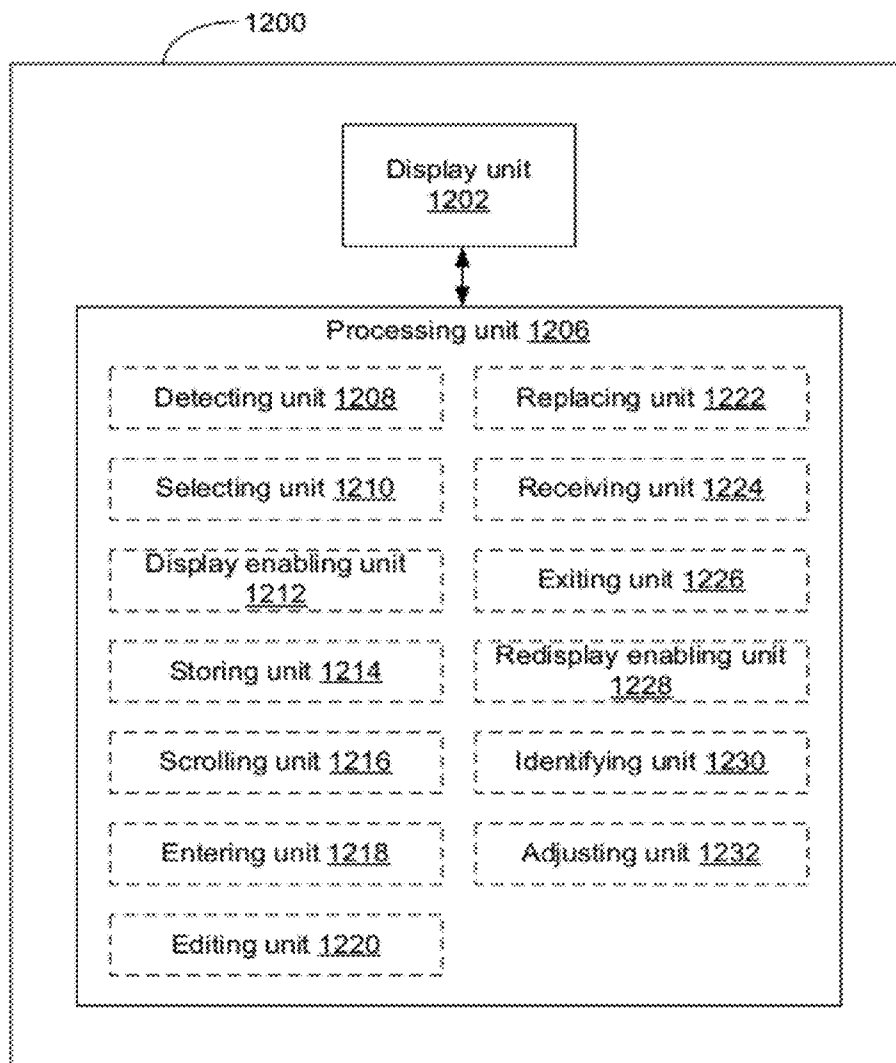 1200
Display unit
1202
Processing unit 1206
Detecting unit 1208
Selecting unit 1210
Display enabling unit
1212
Storing unit 1214
Scrolling unit 1216
Entering unit 1218
Editing unit 1220
Replacing unit 1222
Receiving unit 1224
Exiting unit 1226
Redisplay enabling unit
1228
Identifying unit 1230
Adjusting unit 1232